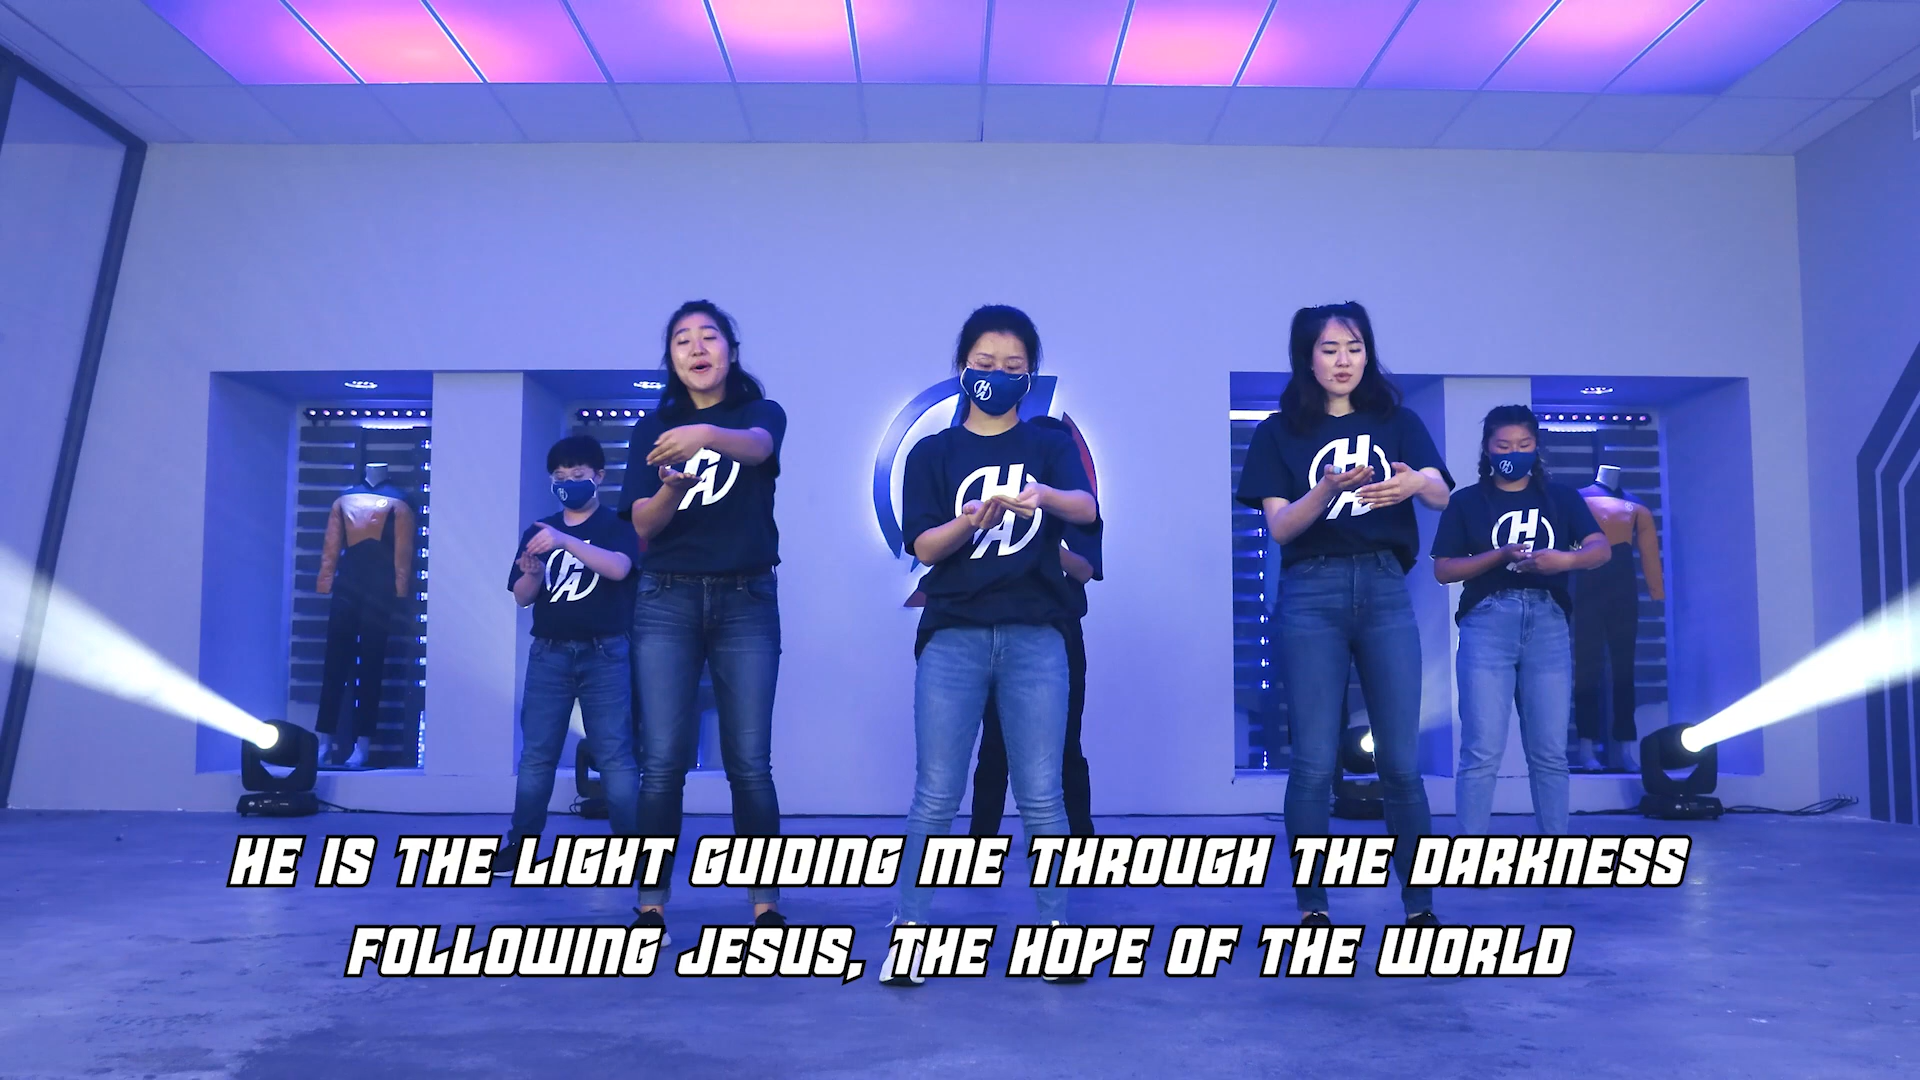 HE IS THE LIGHT GUIDING ME THROUGH THE DARKNESS
FOLLOWING JESUS, THE HOPE OF THE WORLD